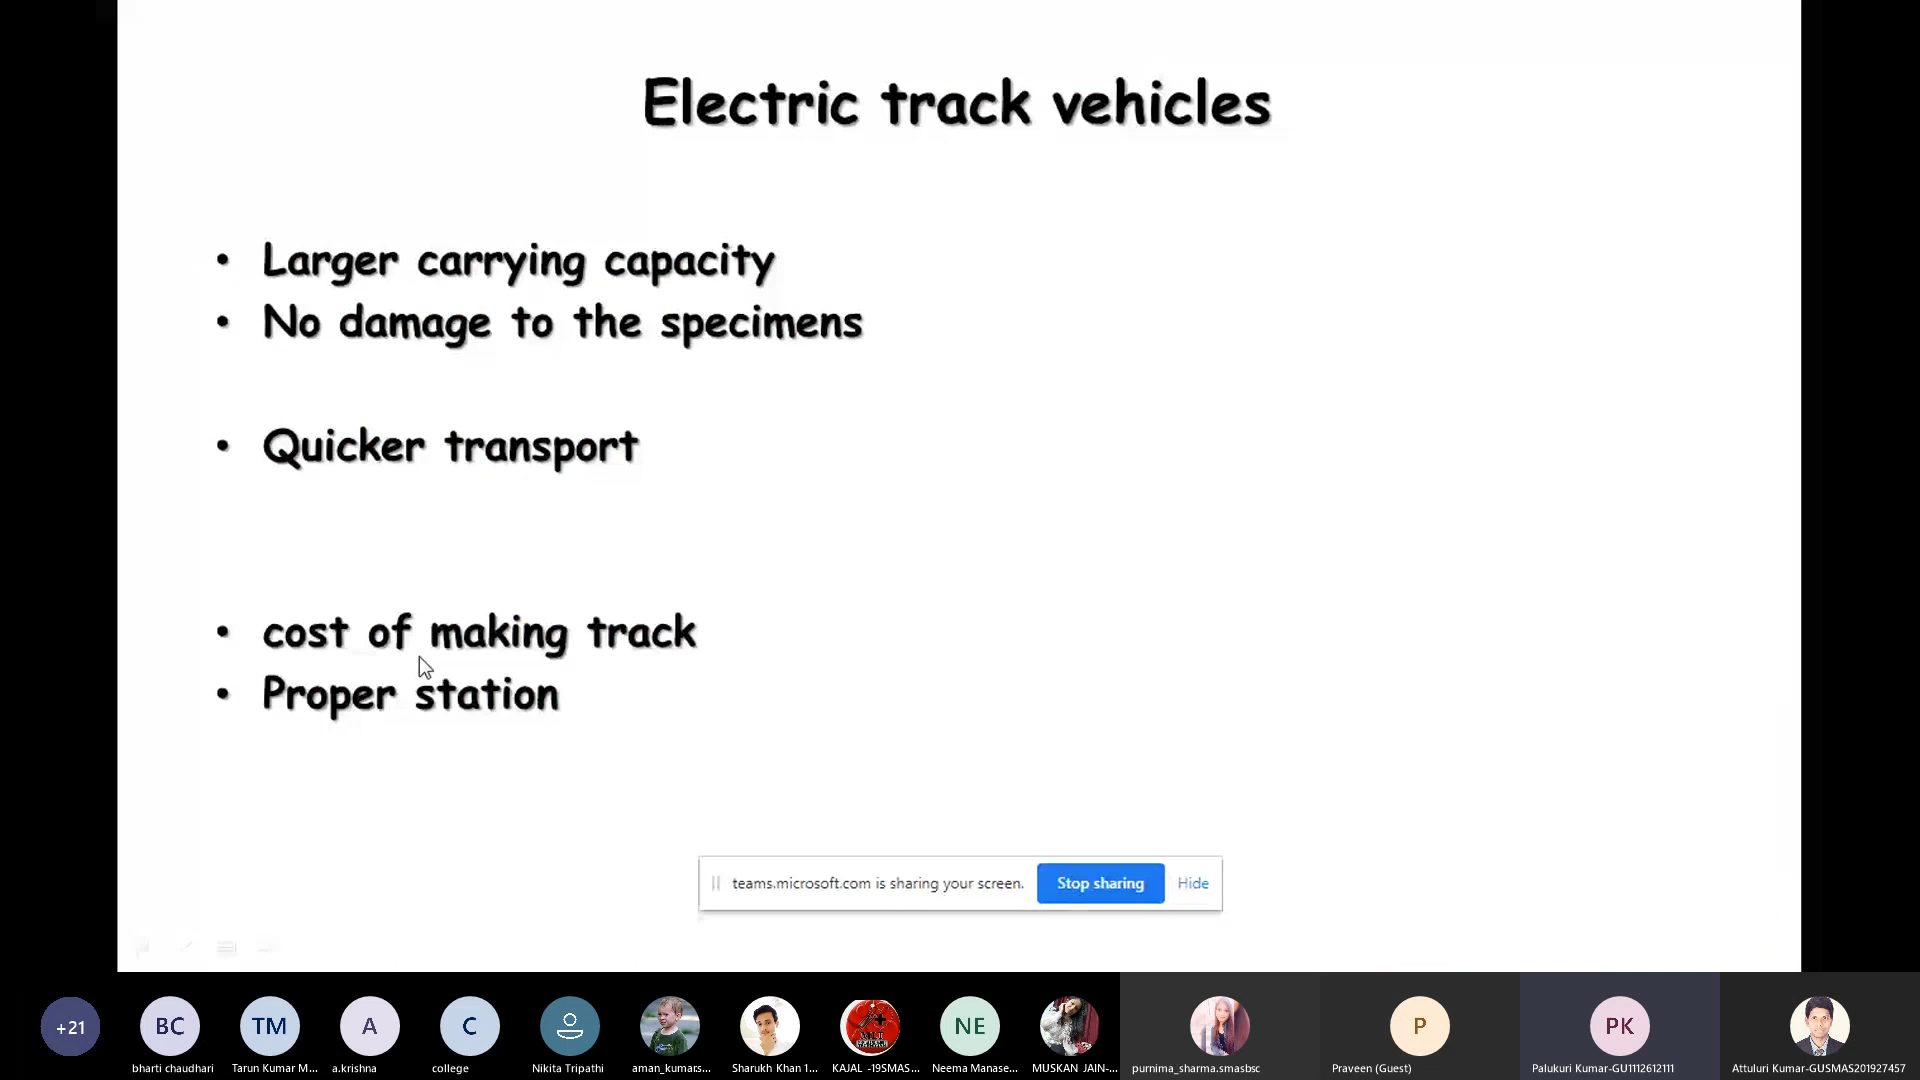 Electric track vehicles
• Larger carrying capacity
• No damage to the specimens
• Quicker transport
• cost of making track
• Proper station
teams.microsoft.com is sharing your screen. Stop sharing Hide
+21 BC TM A C NE P PK
bharti chaudhari Tarun Kumar M... a.krishna college Nikita Tripathi aman_kumars... Sharukh Khan 1... KAJAL -19SMAS... Neema Manase... MUSKAN JAIN-... purnima_sharma.smasbsc Praveen (Guest) Palukuri Kumar-GU1112612111 Attuluri Kumar-GUSMAS201927457